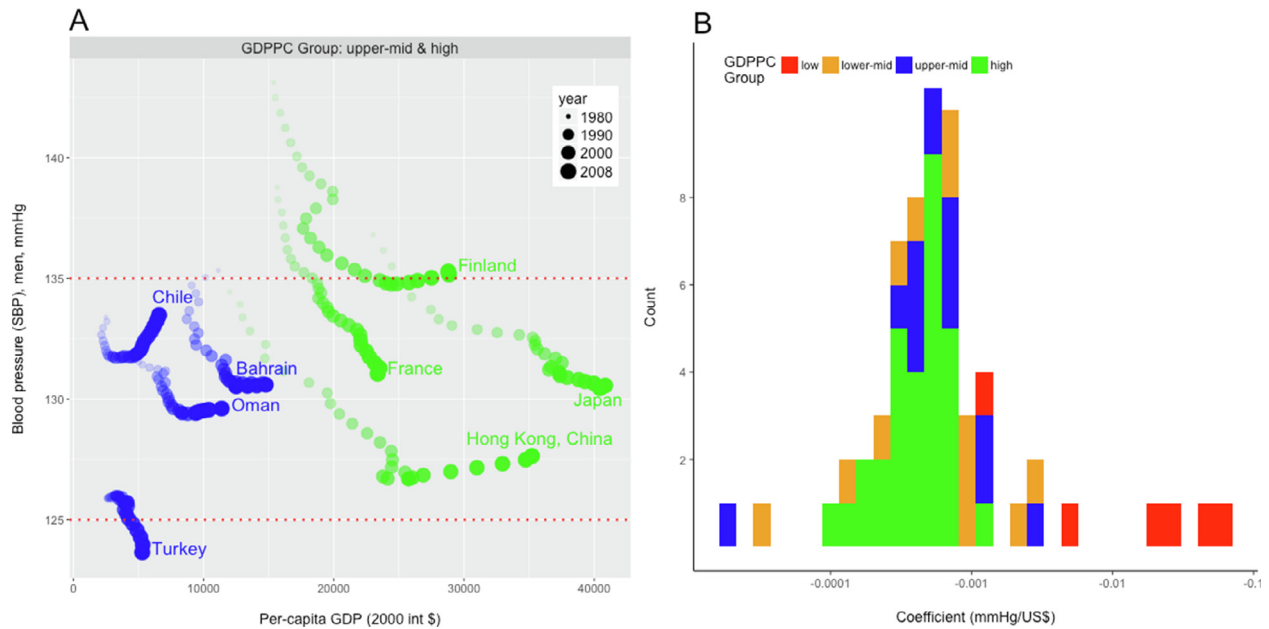 A
GDPPC Group: upper-mid & high
year
1980
1990
2000
2008
140
135
130
125
Blood pressure (SBP), men, mmHg
Finland
Chile
Bahrain
France
Oman
Japan
Hong Kong, China
Turkey
0
10000
20000
30000
40000
Per-capita GDP (2000 int $)
B
GDPPC
Group
low
lower-mid
upper-mid
high
8
6
4
2
Count
-0.0001
-0.001
-0.01
-0.1
Coefficient (mmHg/US$)